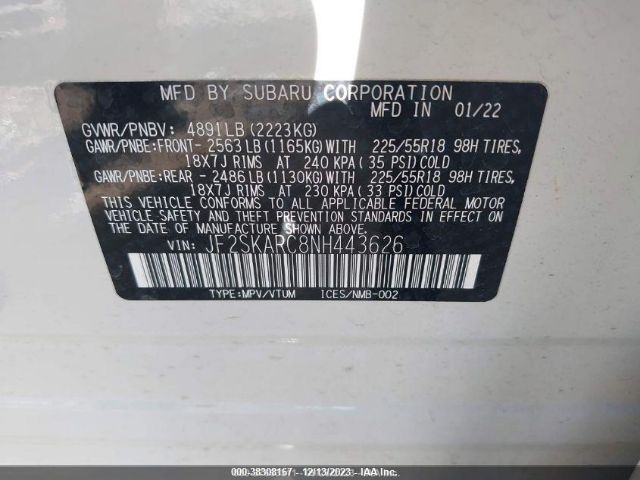 MFD BY SUBARU CORPORATION
MFD IN 01/22
GVWR/PNBV: 4891LB (2223KG)
GAWR/PNBE:FRONT- 2563 LB (1165KG) WITH 225/55R18 98H TIRES,
18X7J RIMS AT 240 KPA (35 PSI) COLD
GAWR/PNBE:REAR - 2486 LB (1130KG) WITH 225/55R18 98H TIRES,
18X7J RIMS AT 230 KPA (33 PSI) COLD
THIS VEHICLE CONFORMS TO ALL APPLICABLE FEDERAL MOTOR
VEHICLE SAFETY AND THEFT PREVENTION STANDARDS IN EFFECT ON
THE DATE OF MANUFACTURE SHOWN ABOVE.
VIN: JF2SKARC8NH443626
TYPE:MPV/VTUM ICES/NMB-002
000-38308167 - 12/13/2023 - IAA Inc.